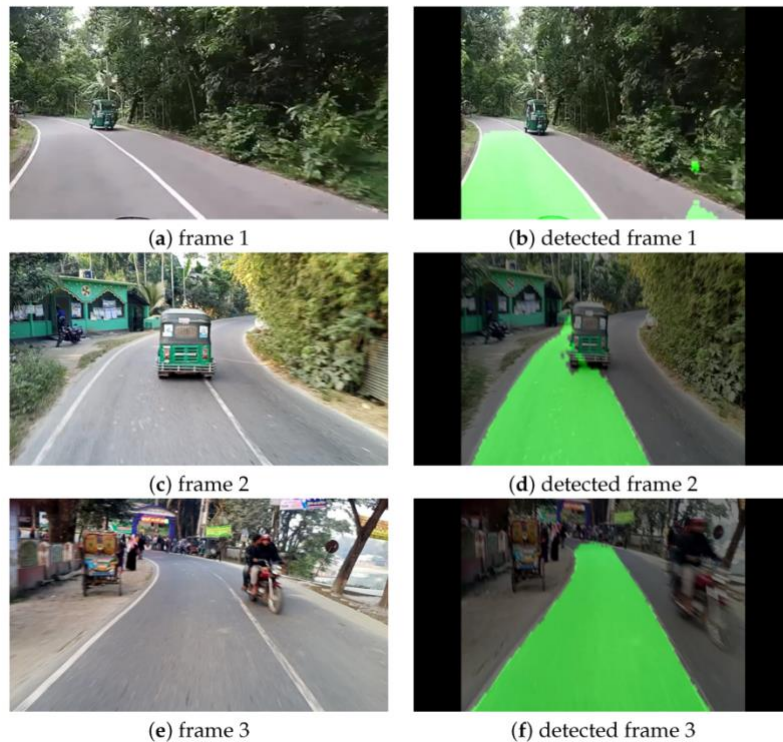 (a) frame 1
(b) detected frame 1
(c) frame 2
(d) detected frame 2
(e) frame 3
(f) detected frame 3